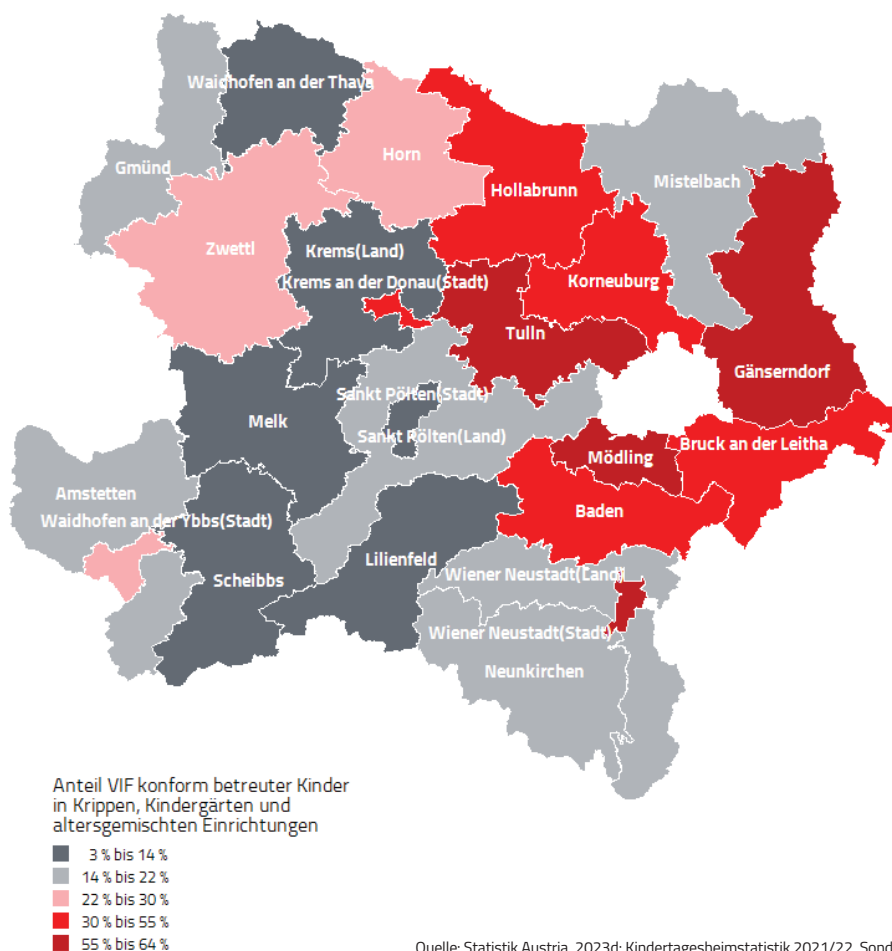 Waidhofen an der Thaya
Gmünd
Horn
Hollabrunn
Mistelbach
Zwettl
Krems(Land)
Krems an der Donau(Stadt)
Korneuburg
Tulln
Gänserndorf
Sankt Pölten(Stadt)
Melk
Sankt Pölten(Land)
Mödling
Bruck an der Leitha
Amstetten
Baden
Waidhofen an der Ybbs(Stadt)
Lilienfeld
Scheibbs
Wiener Neustadt(Land)
Wiener Neustadt(Stadt)
Neunkirchen
Anteil VIF konform betreuter Kinder
in Krippen, Kindergärten und
altersgemischten Einrichtungen
3 % bis 14 %
14 % bis 22 %
22 % bis 30 %
30 % bis 55 %
55 % bis 64 %
Quelle: Statistik Austria, 2023d: Kindertagesheimstatistik 2021/22, Sond